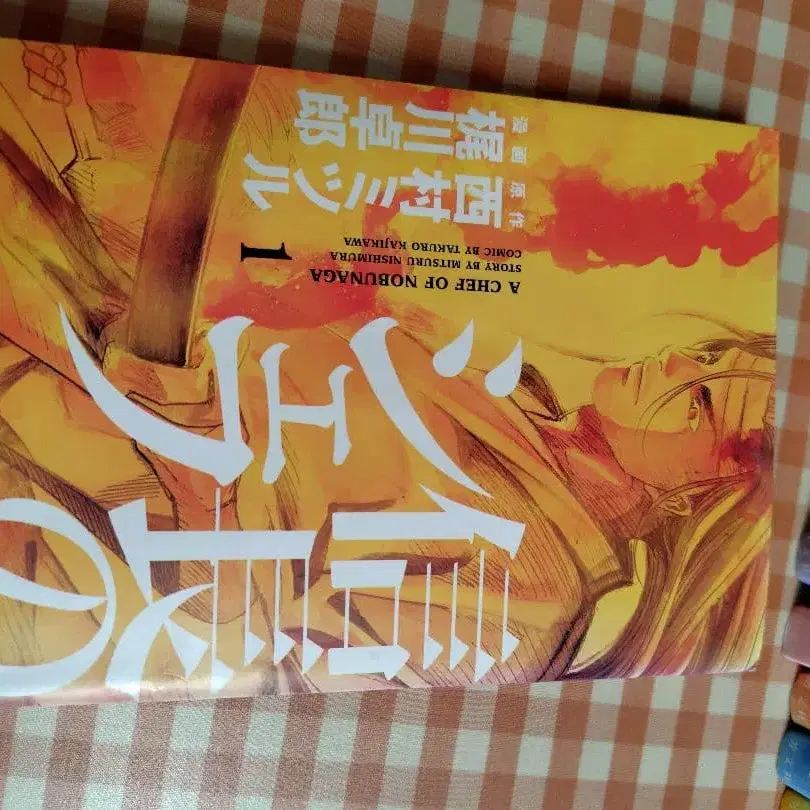 信長の
シェフ
1
A CHEF OF NOBUNAGA
STORY BY MITSURU NISHIMURA
COMIC BY TAKURO KAJIKAWA
原作
西村ミツル
漫画
梶川卓郎